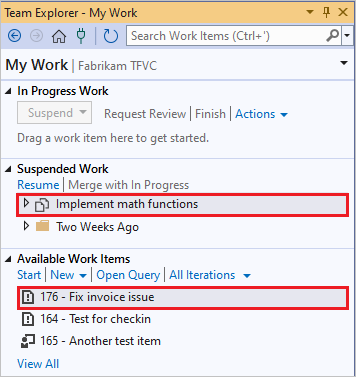 Team Explorer - My Work
Search Work Items (Ctrl+')
My Work | Fabrikam TFVC
In Progress Work
Suspend | Request Review | Finish | Actions
Drag a work item here to get started.
Suspended Work
Resume | Merge with In Progress
Implement math functions
Two Weeks Ago
Available Work Items
Start | New | Open Query | All Iterations
176 - Fix invoice issue
164 - Test for checkin
165 - Another test item
View All